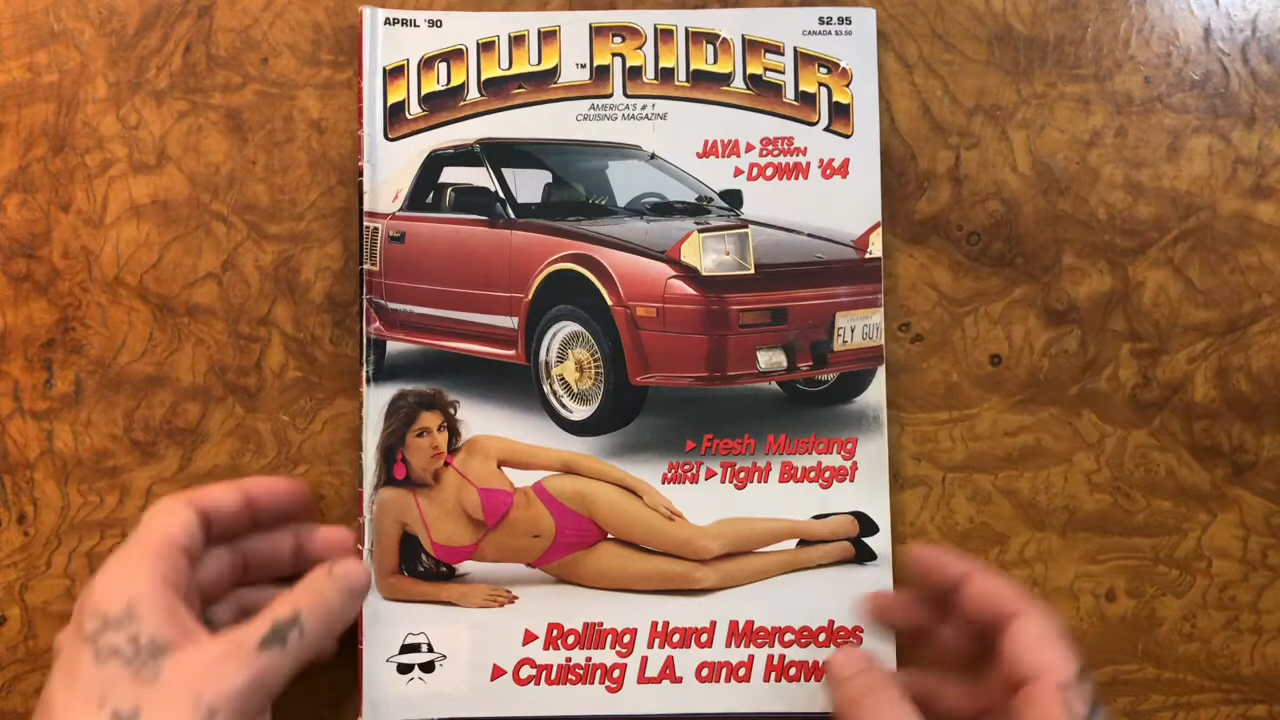 APRIL '90
$2.95
CANADA $3.50
LOW RIDER
TM
AMERICA'S # 1
CRUISING MAGAZINE
JAYA GETS DOWN
DOWN '64
FLY GUY
Fresh Mustang
HOT MINI Tight Budget
Rolling Hard Mercedes
Cruising L.A. and